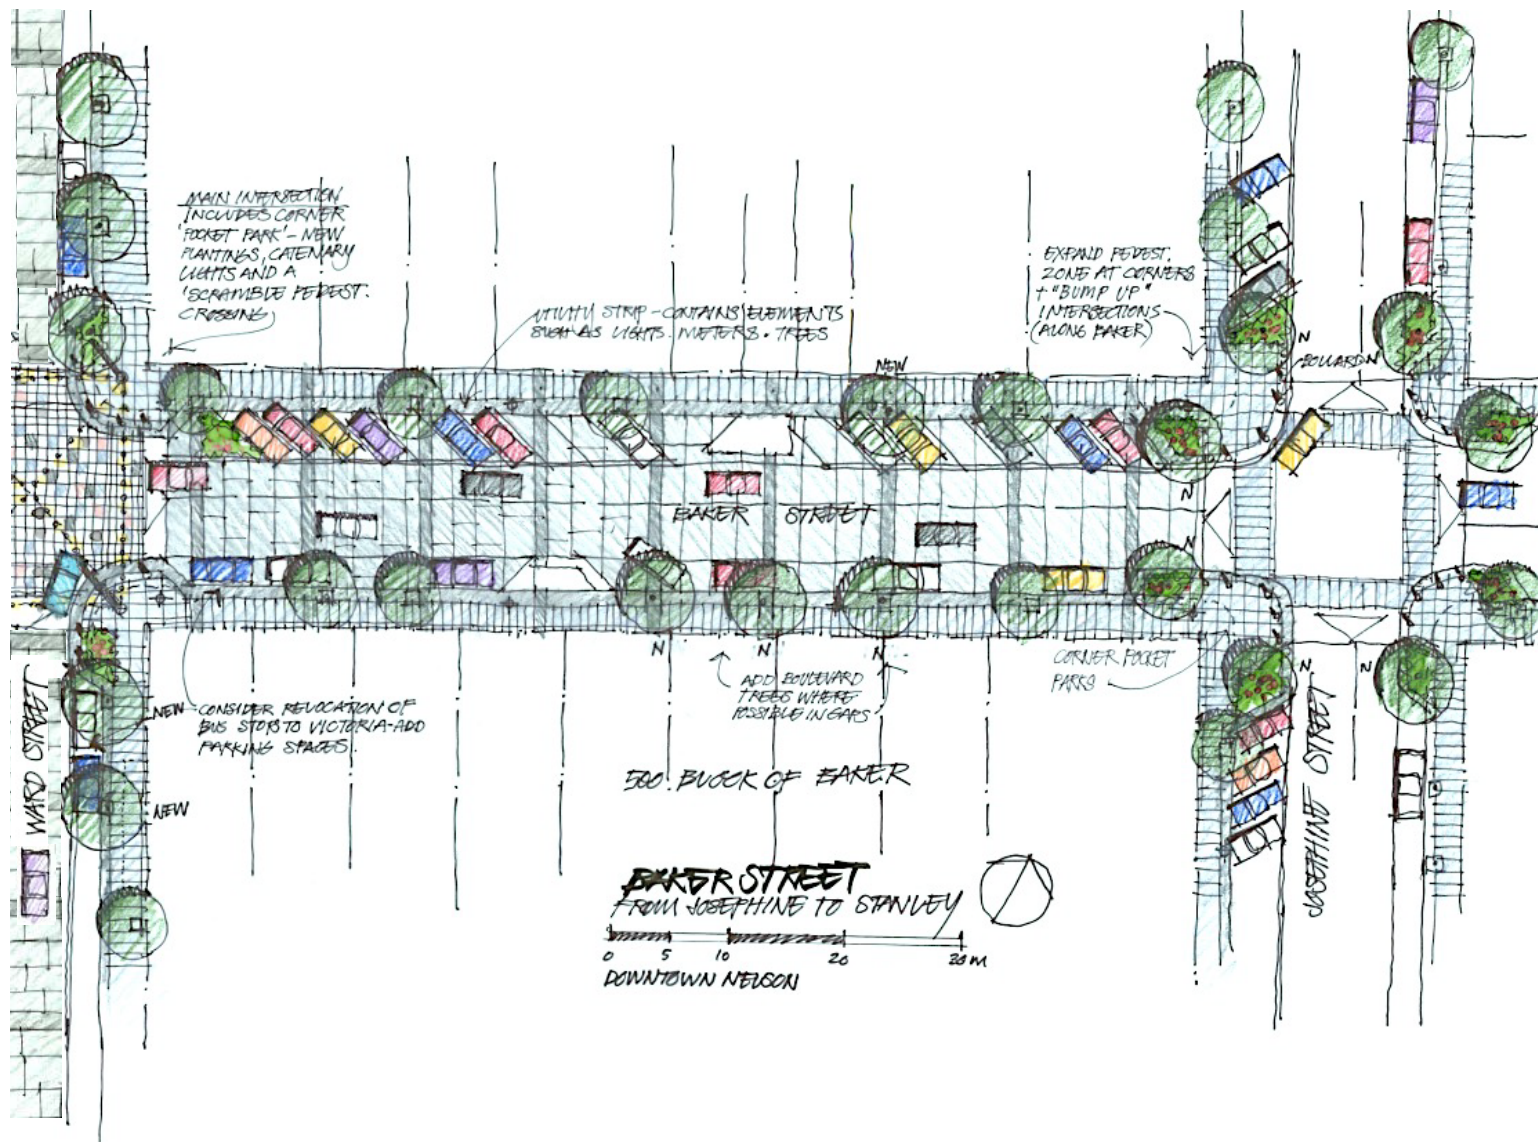 MAIN INTERSECTION
INCLUDES CORNER
'POCKET PARK' - NEW
PLANTINGS, CATENARY
LIGHTS AND A
'SCRAMBLE PEDEST.
CROSSING
UTILITY STRIP - CONTAINS ELEMENTS
SUCH AS LIGHTS. METERS. TREES
EXPAND PEDEST.
ZONE AT CORNERS
+ "BUMP UP"
INTERSECTIONS
(ALONG BAKER)
N
BOLLARD
N
NEW
N
BAKER STREET
N
N
N
N
ADD BOULEVARD
TREES WHERE
POSSIBLE IN GAPS
CORNER POCKET
PARKS
N
N
WARD STREET
NEW
CONSIDER REVOCATION OF
BUS STOPS TO VICTORIA - ADD
PARKING SPACES.
NEW
JOSEPHINE STREET
500 BLOCK OF BAKER
BAKER STREET
FROM JOSEPHINE TO STANLEY
0 5 10 20 30 M
DOWNTOWN NELSON